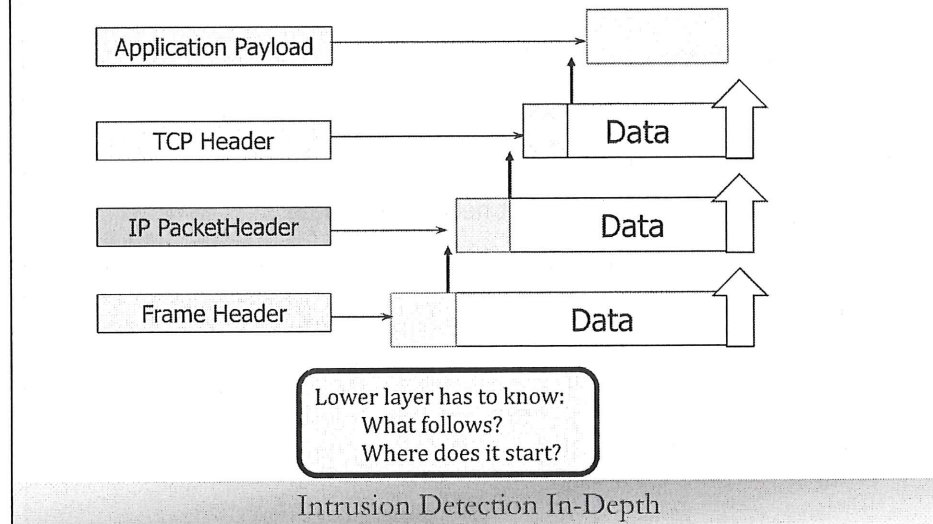 Application Payload
TCP Header
Data
IP PacketHeader
Data
Frame Header
Data
Lower layer has to know:
What follows?
Where does it start?
Intrusion Detection In-Depth